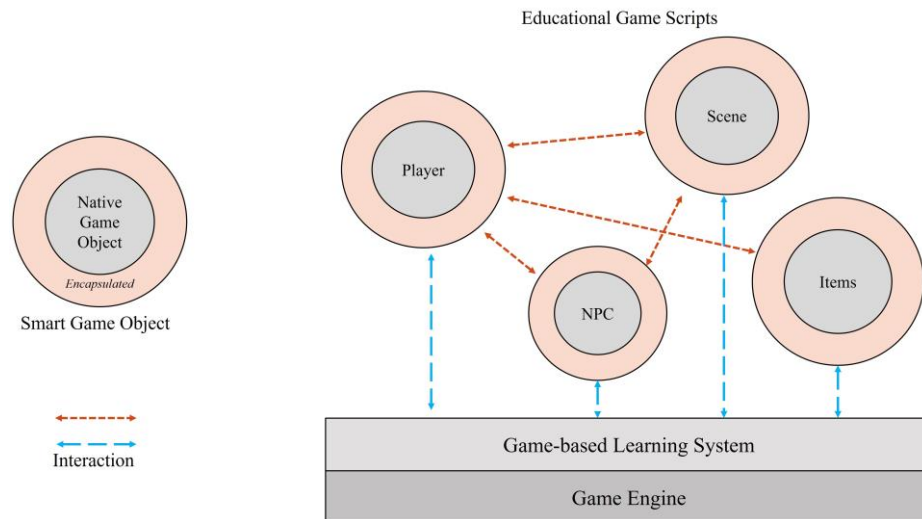 Educational Game Scripts
Scene
Player
Native
Game
Object
Encapsulated
Smart Game Object
NPC
Items
Interaction
Game-based Learning System
Game Engine